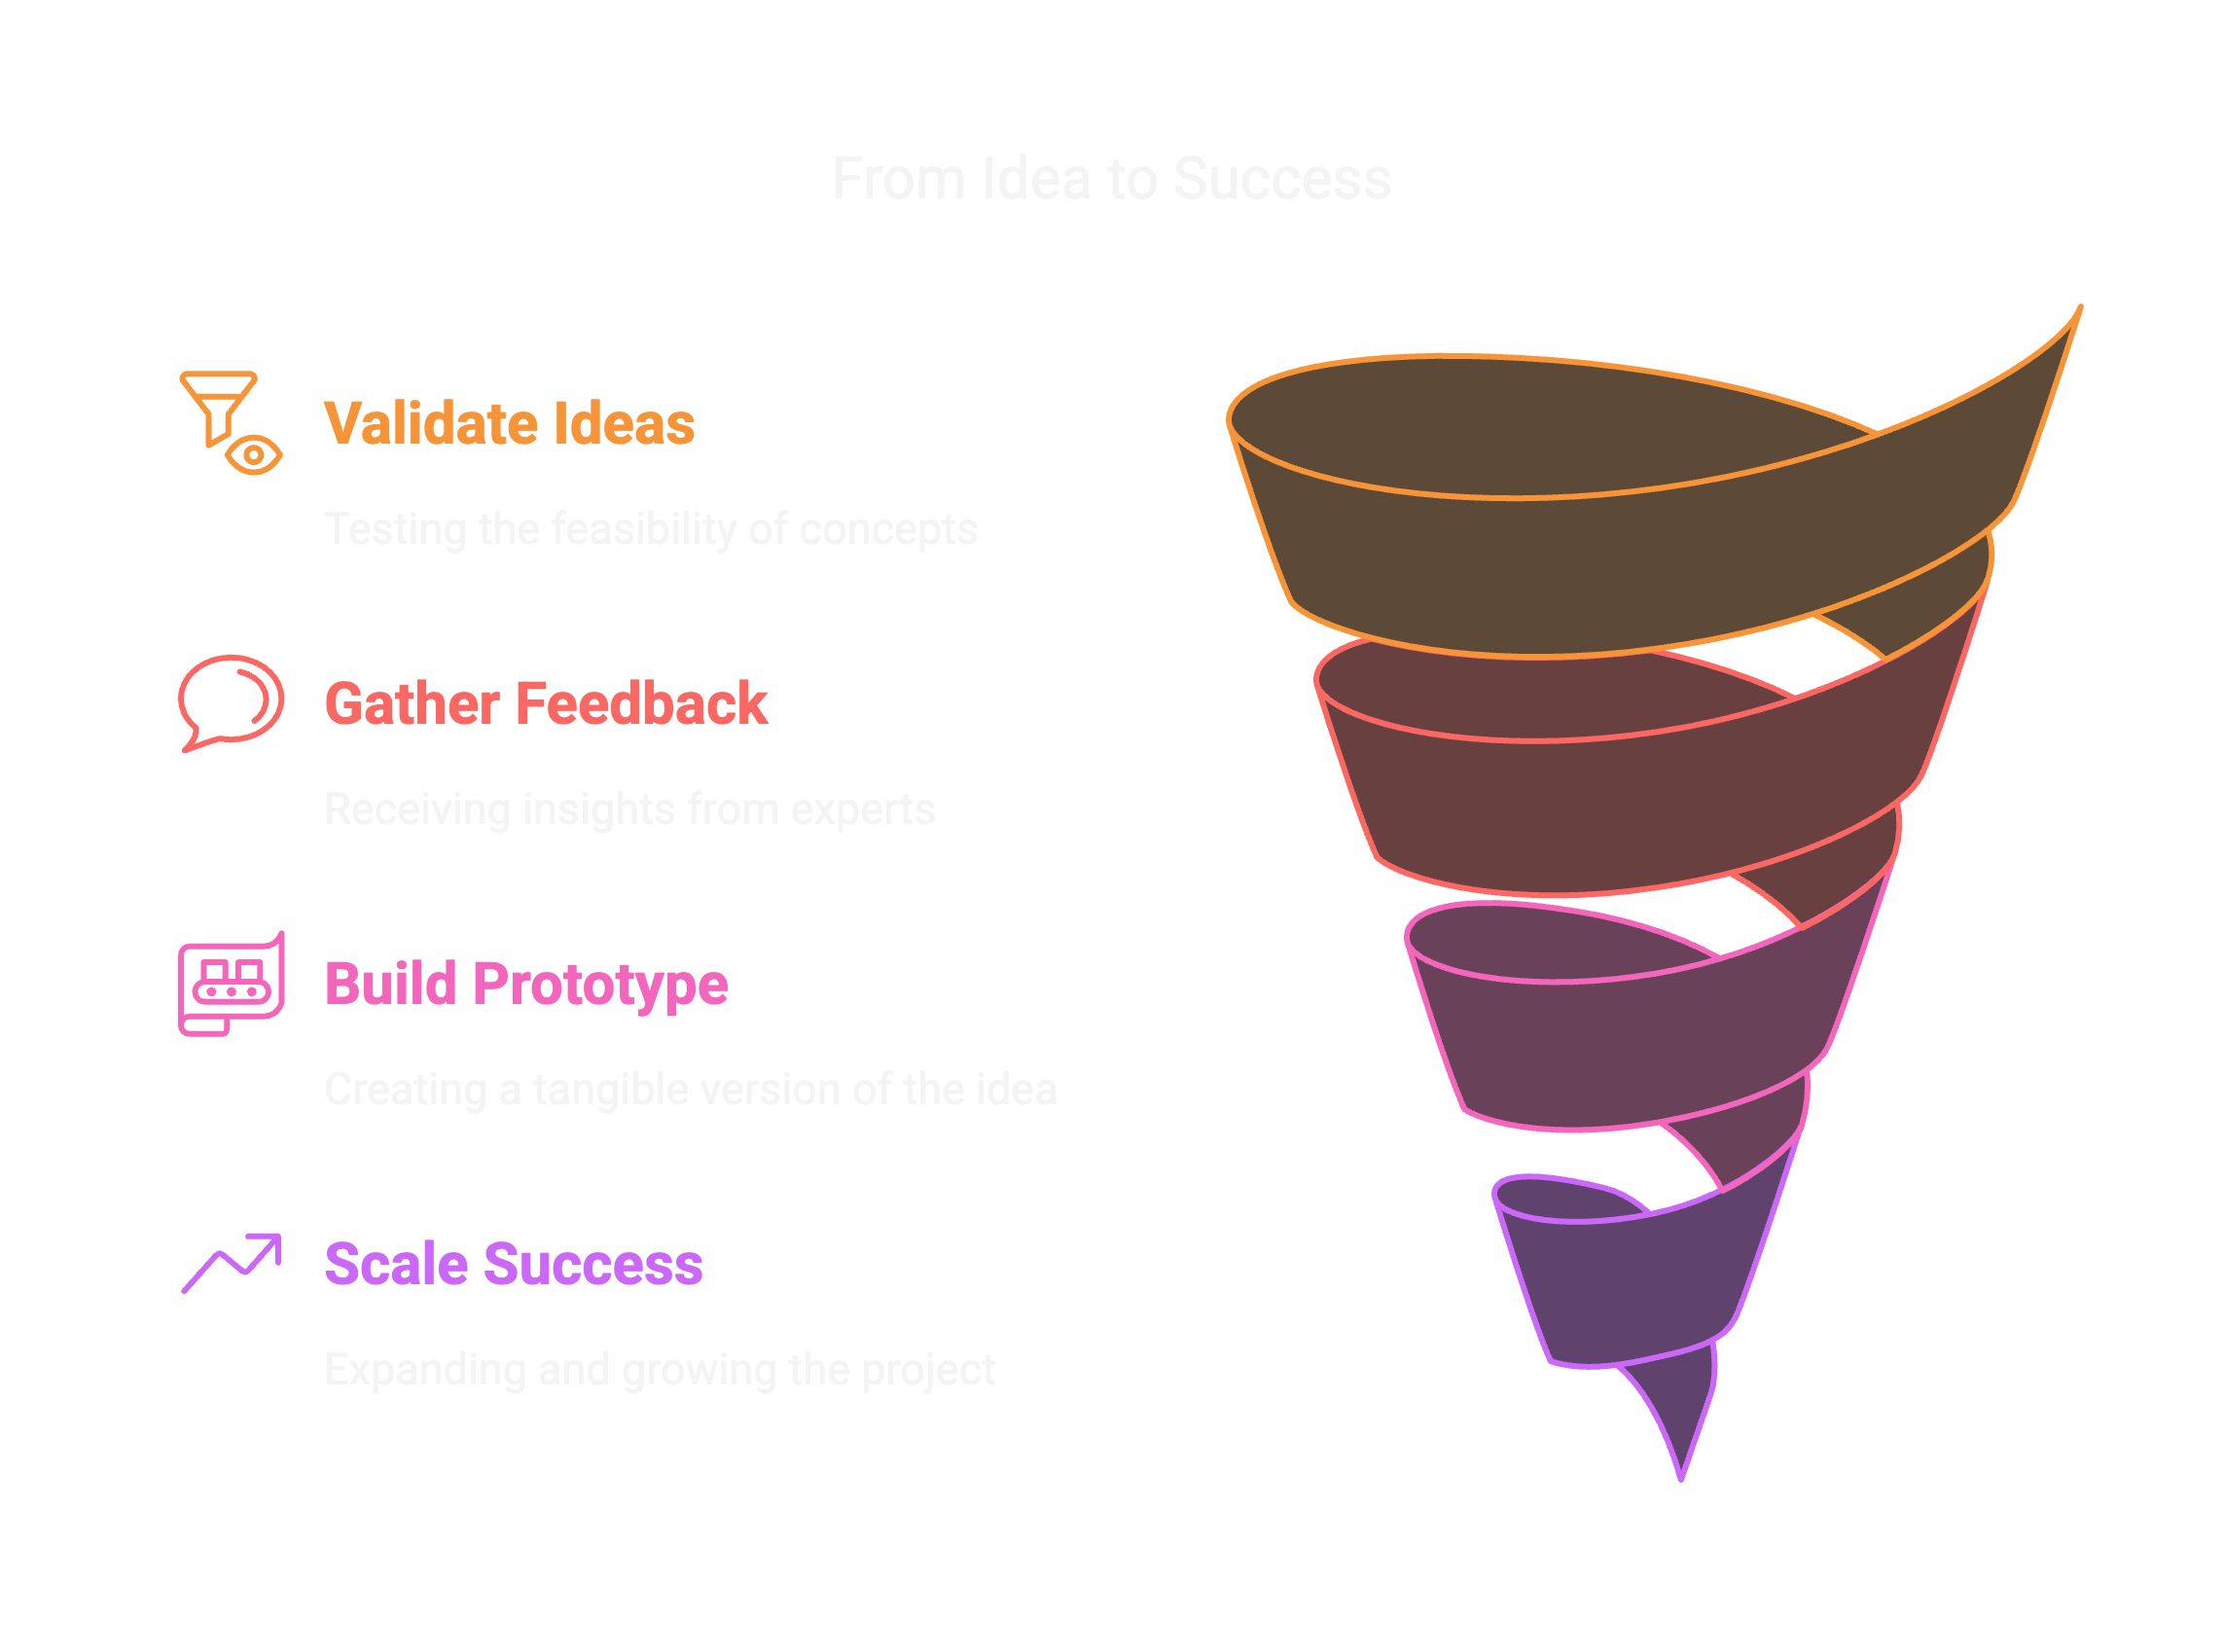 From Idea to Success
Validate Ideas
Testing the feasibility of concepts
Gather Feedback
Receiving insights from experts
Build Prototype
Creating a tangible version of the idea
Scale Success
Expanding and growing the project